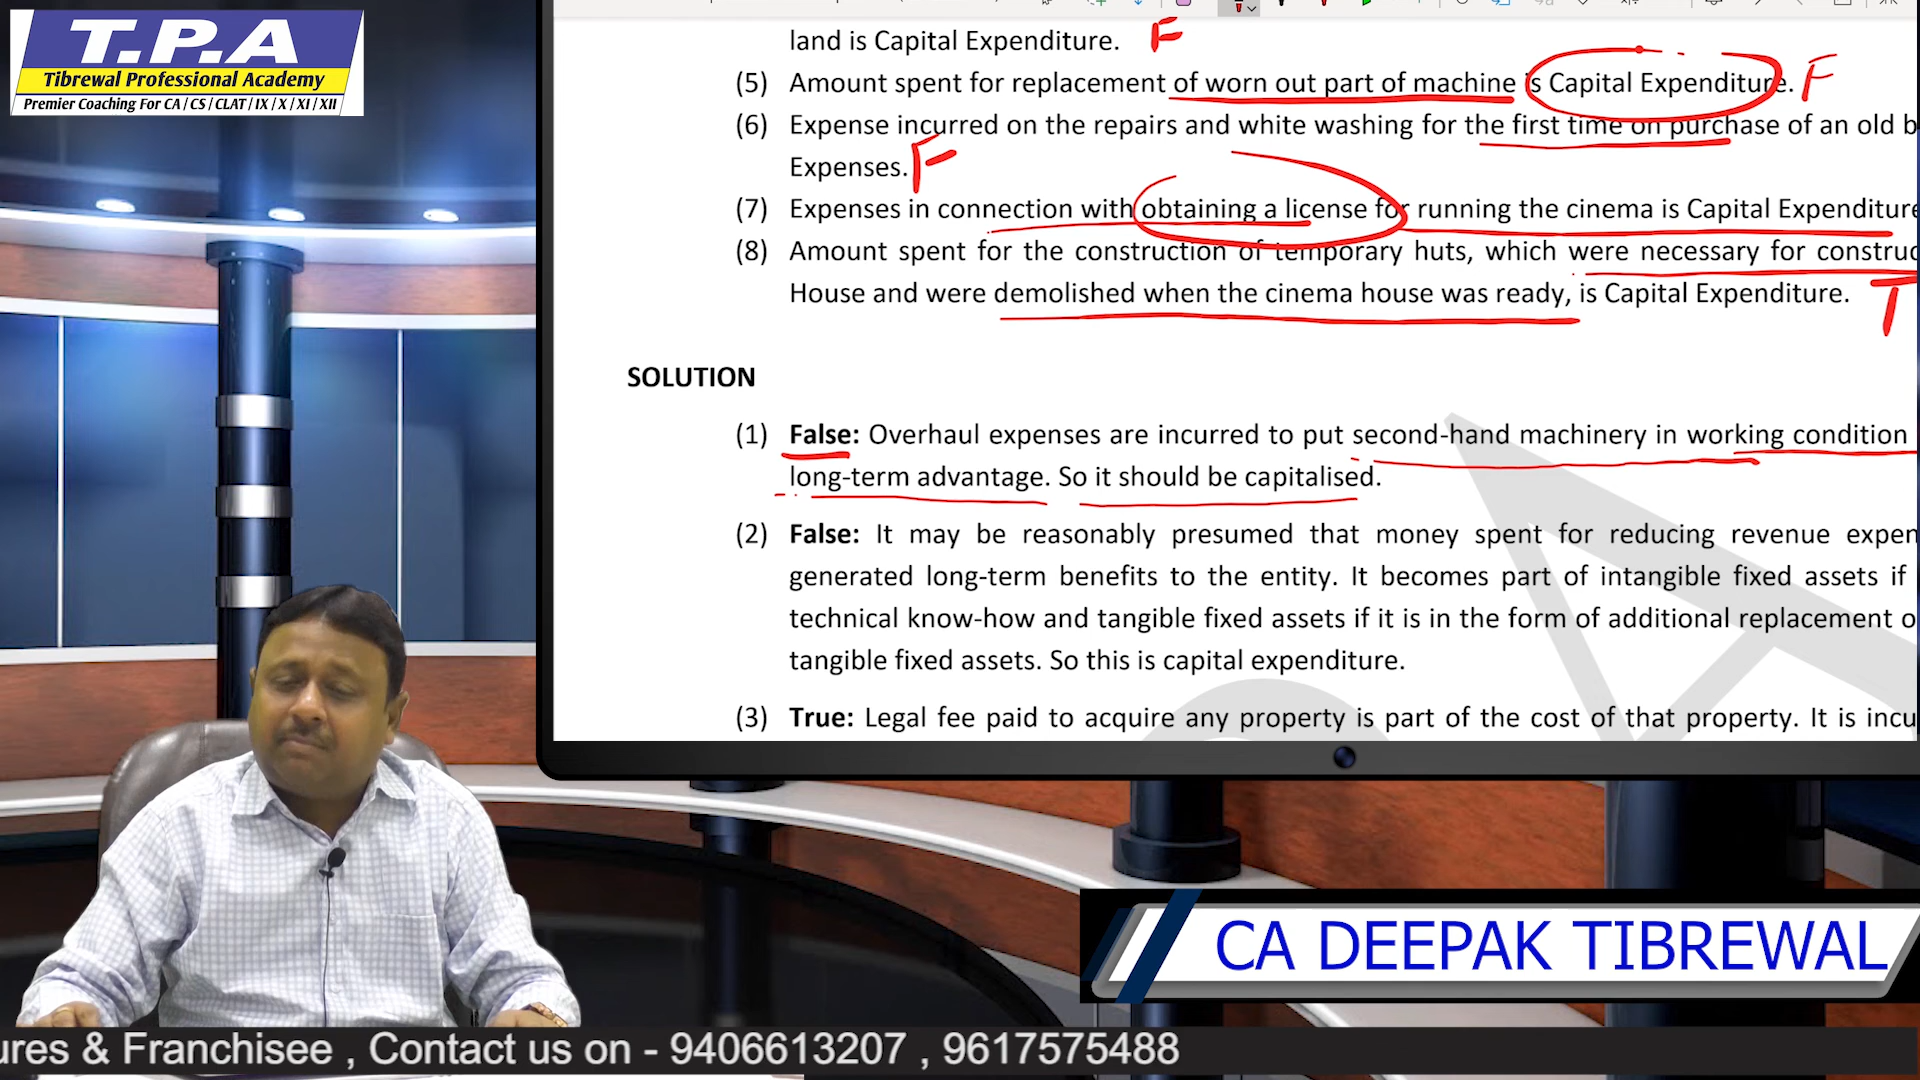 T.P.A
Tibrewal Professional Academy
Premier Coaching For CA / CS / CLAT / IX / X / XI / XII
land is Capital Expenditure. F
(5) Amount spent for replacement of worn out part of machine is Capital Expenditure. F
(6) Expense incurred on the repairs and white washing for the first time on purchase of an old b
Expenses. F
(7) Expenses in connection with obtaining a license for running the cinema is Capital Expenditure
(8) Amount spent for the construction of temporary huts, which were necessary for construc
House and were demolished when the cinema house was ready, is Capital Expenditure. T
SOLUTION
(1) False: Overhaul expenses are incurred to put second-hand machinery in working condition
long-term advantage. So it should be capitalised.
(2) False: It may be reasonably presumed that money spent for reducing revenue expen
generated long-term benefits to the entity. It becomes part of intangible fixed assets if
technical know-how and tangible fixed assets if it is in the form of additional replacement o
tangible fixed assets. So this is capital expenditure.
(3) True: Legal fee paid to acquire any property is part of the cost of that property. It is incu
CA DEEPAK TIBREWAL
ures & Franchisee , Contact us on - 9406613207 , 9617575488